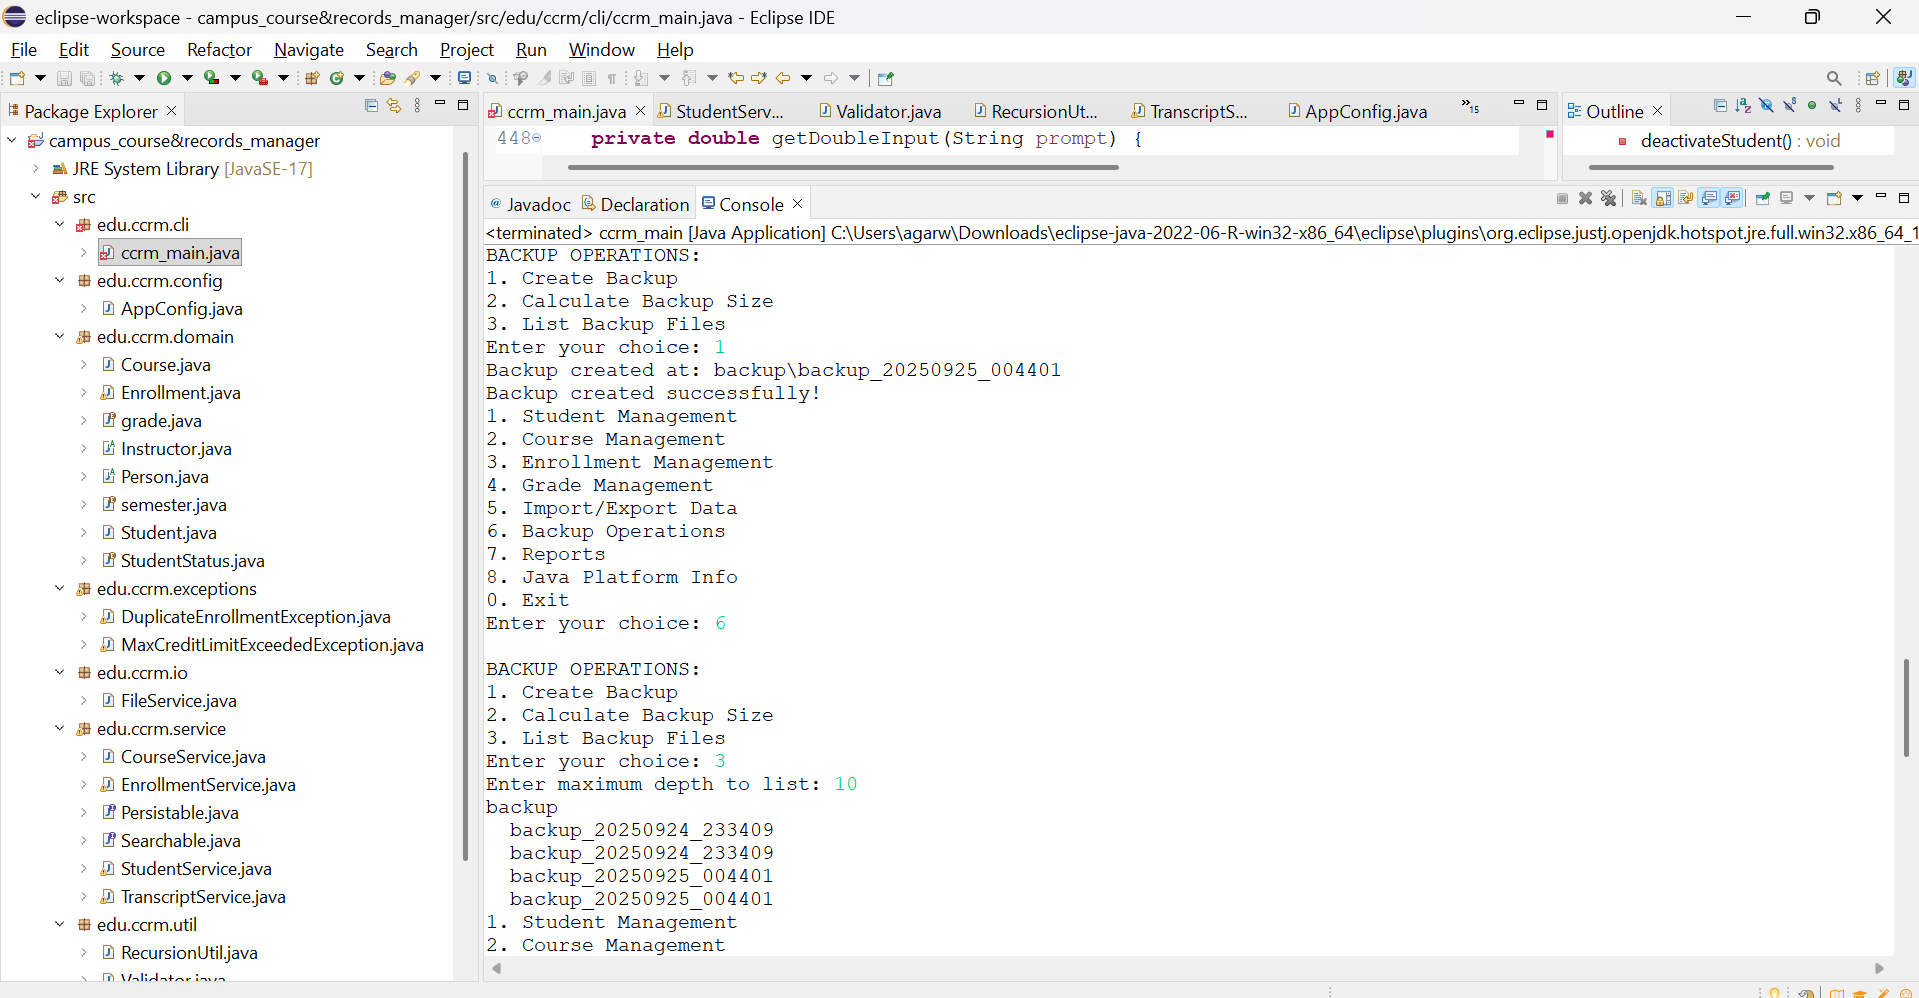 eclipse-workspace - campus_course&records_manager/src/edu/ccrm/cli/ccrm_main.java - Eclipse IDE
File Edit Source Refactor Navigate Search Project Run Window Help
Package Explorer
campus_course&records_manager
JRE System Library [JavaSE-17]
src
edu.ccrm.cli
ccrm_main.java
edu.ccrm.config
AppConfig.java
edu.ccrm.domain
Course.java
Enrollment.java
grade.java
Instructor.java
Person.java
semester.java
Student.java
StudentStatus.java
edu.ccrm.exceptions
DuplicateEnrollmentException.java
MaxCreditLimitExceededException.java
edu.ccrm.io
FileService.java
edu.ccrm.service
CourseService.java
EnrollmentService.java
Persistable.java
Searchable.java
StudentService.java
TranscriptService.java
edu.ccrm.util
RecursionUtil.java
Validator.java
ccrm_main.java StudentServ... Validator.java RecursionUt... TranscriptS... AppConfig.java »15
448 private double getDoubleInput(String prompt) {
Outline
deactivateStudent() : void
Javadoc Declaration Console
<terminated> ccrm_main [Java Application] C:\Users\agarw\Downloads\eclipse-java-2022-06-R-win32-x86_64\eclipse\plugins\org.eclipse.justj.openjdk.hotspot.jre.full.win32.x86_64_1
BACKUP OPERATIONS:
1. Create Backup
2. Calculate Backup Size
3. List Backup Files
Enter your choice: 1
Backup created at: backup\backup_20250925_004401
Backup created successfully!
1. Student Management
2. Course Management
3. Enrollment Management
4. Grade Management
5. Import/Export Data
6. Backup Operations
7. Reports
8. Java Platform Info
0. Exit
Enter your choice: 6
BACKUP OPERATIONS:
1. Create Backup
2. Calculate Backup Size
3. List Backup Files
Enter your choice: 3
Enter maximum depth to list: 10
backup
backup_20250924_233409
backup_20250924_233409
backup_20250925_004401
backup_20250925_004401
1. Student Management
2. Course Management